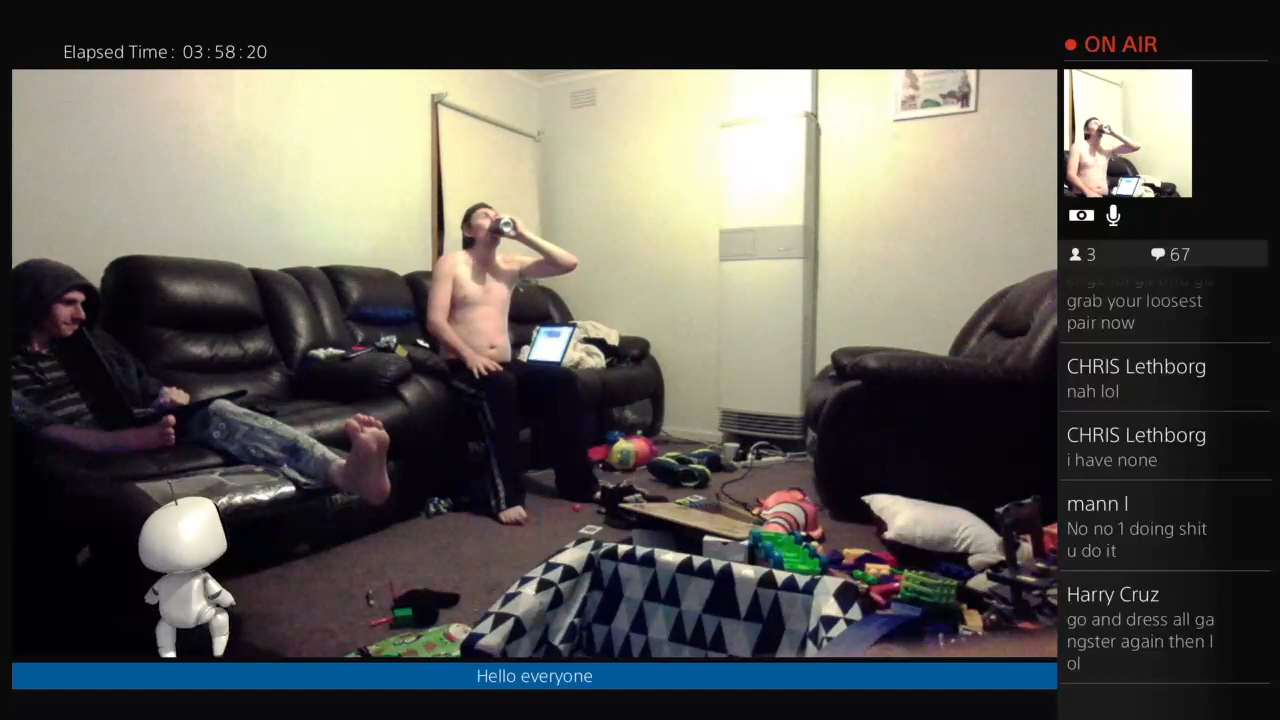 Elapsed Time: 03:58:20
ON AIR
3
67
grab your loosest
pair now
CHRIS Lethborg
nah lol
CHRIS Lethborg
i have none
mann l
No no 1 doing shit
u do it
Harry Cruz
go and dress all ga
ngster again then l
ol
Hello everyone